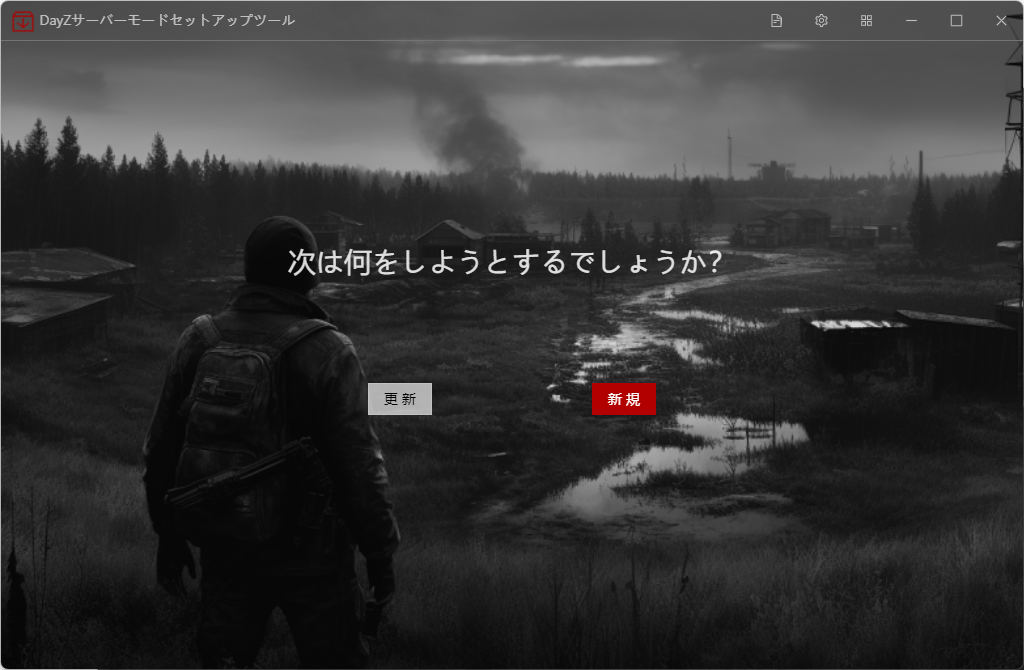 DayZサーバーモードセットアップツール
次は何をしようとするでしょうか?
更新
新規